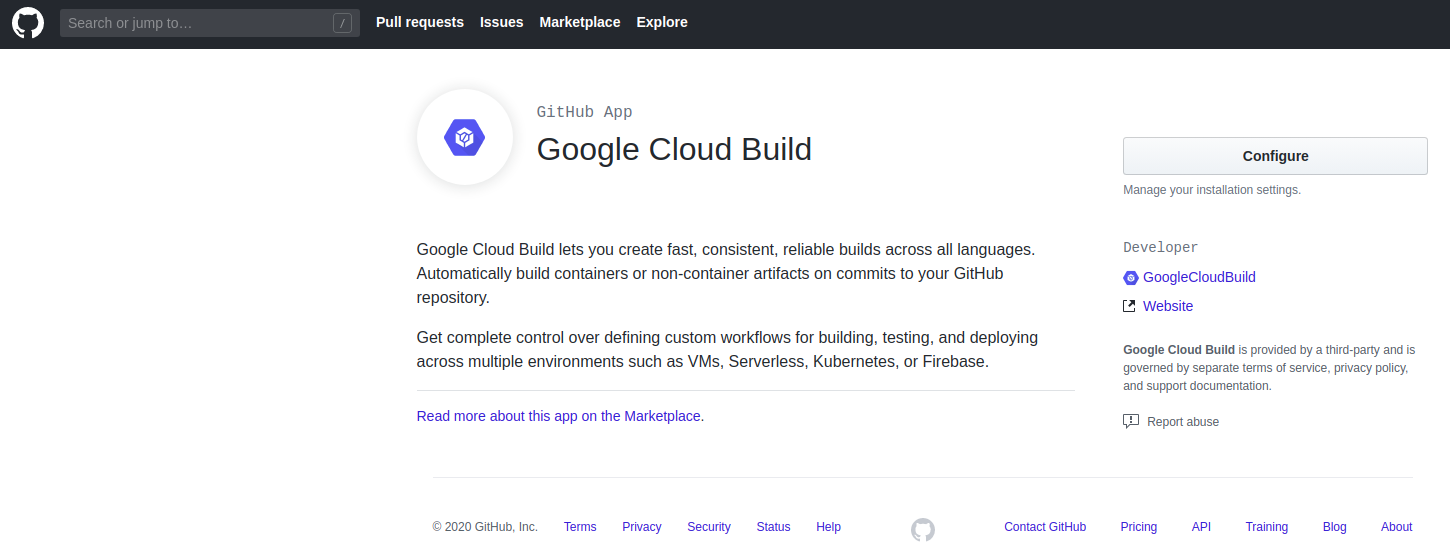 Search or jump to… / Pull requests Issues Marketplace Explore
GitHub App
Google Cloud Build
Configure
Manage your installation settings.
Google Cloud Build lets you create fast, consistent, reliable builds across all languages.
Automatically build containers or non-container artifacts on commits to your GitHub
repository.
Get complete control over defining custom workflows for building, testing, and deploying
across multiple environments such as VMs, Serverless, Kubernetes, or Firebase.
Read more about this app on the Marketplace.
Developer
GoogleCloudBuild
Website
Google Cloud Build is provided by a third-party and is
governed by separate terms of service, privacy policy,
and support documentation.
Report abuse
© 2020 GitHub, Inc. Terms Privacy Security Status Help Contact GitHub Pricing API Training Blog About